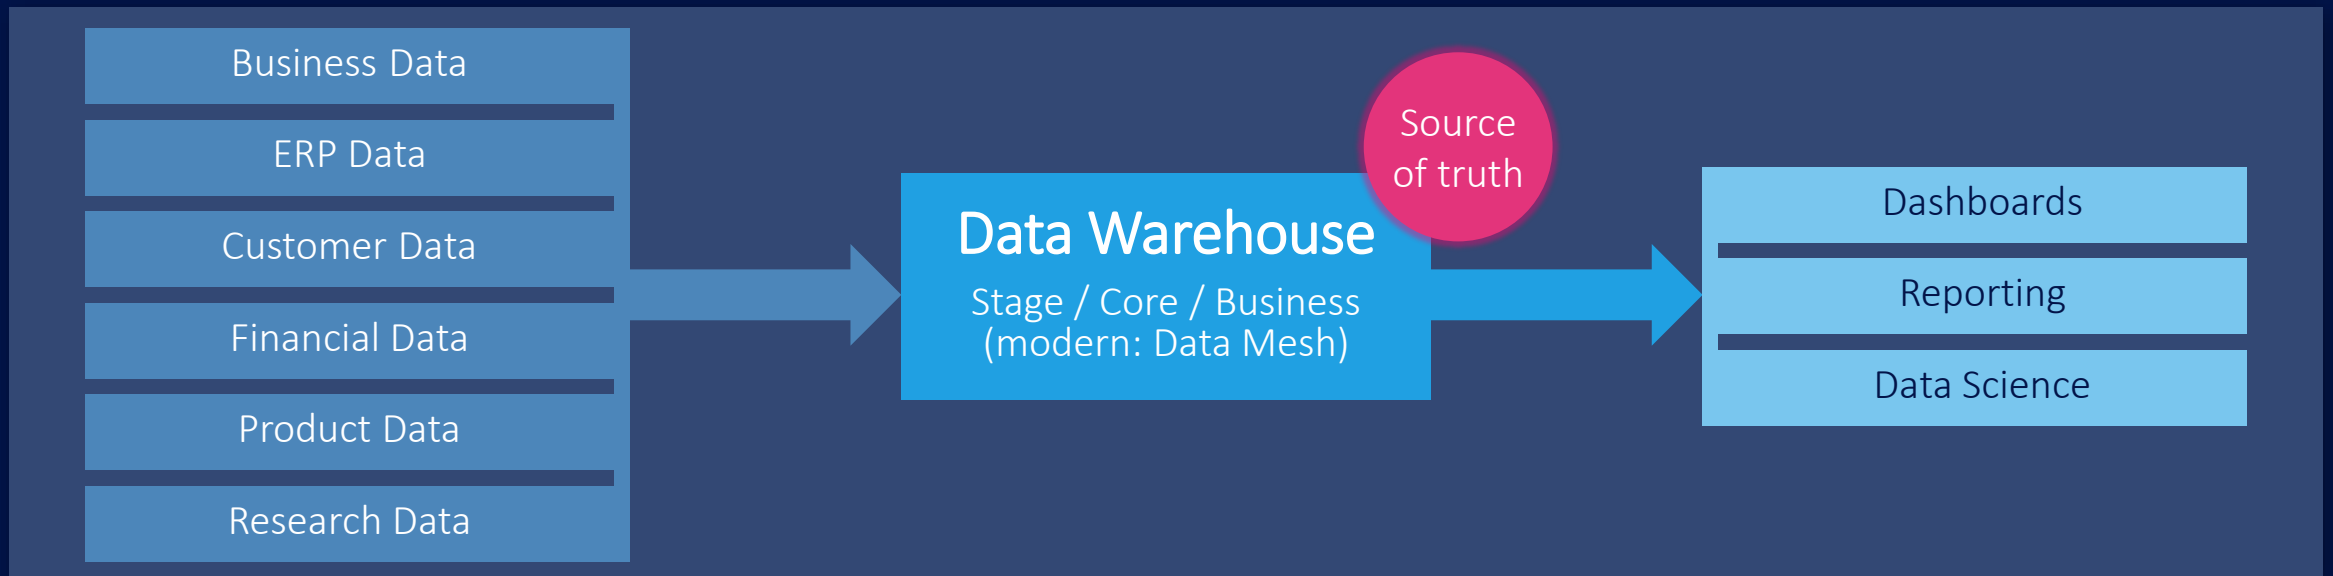 Business Data
ERP Data
Customer Data
Financial Data
Product Data
Research Data
Source
of truth
Data Warehouse
Stage / Core / Business
(modern: Data Mesh)
Dashboards
Reporting
Data Science